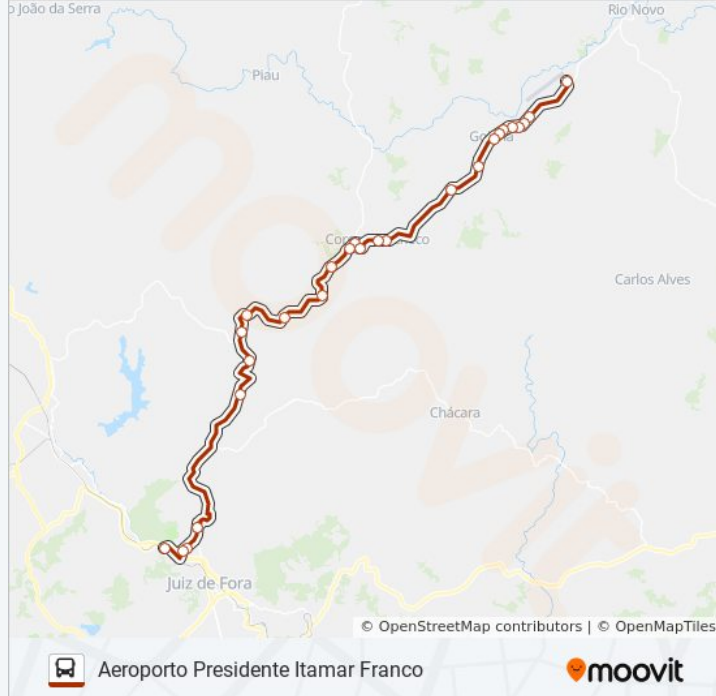 o João da Serra
Rio Novo
Piau
Carlos Alves
Chácara
Juiz de Fora
© OpenStreetMap contributors | © OpenMapTiles
Aeroporto Presidente Itamar Franco
moovit
moovit